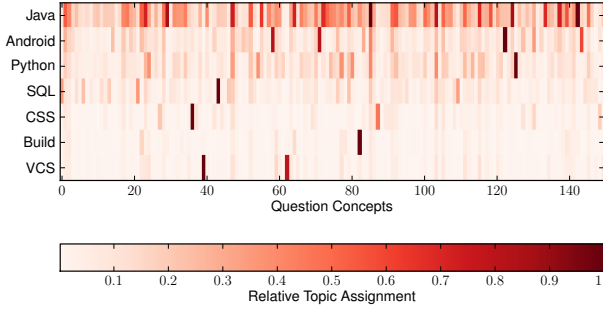 Java
Android
Python
SQL
CSS
Build
VCS
0 20 40 60 80 100 120 140
Question Concepts
0.1 0.2 0.3 0.4 0.5 0.6 0.7 0.8 0.9 1
Relative Topic Assignment